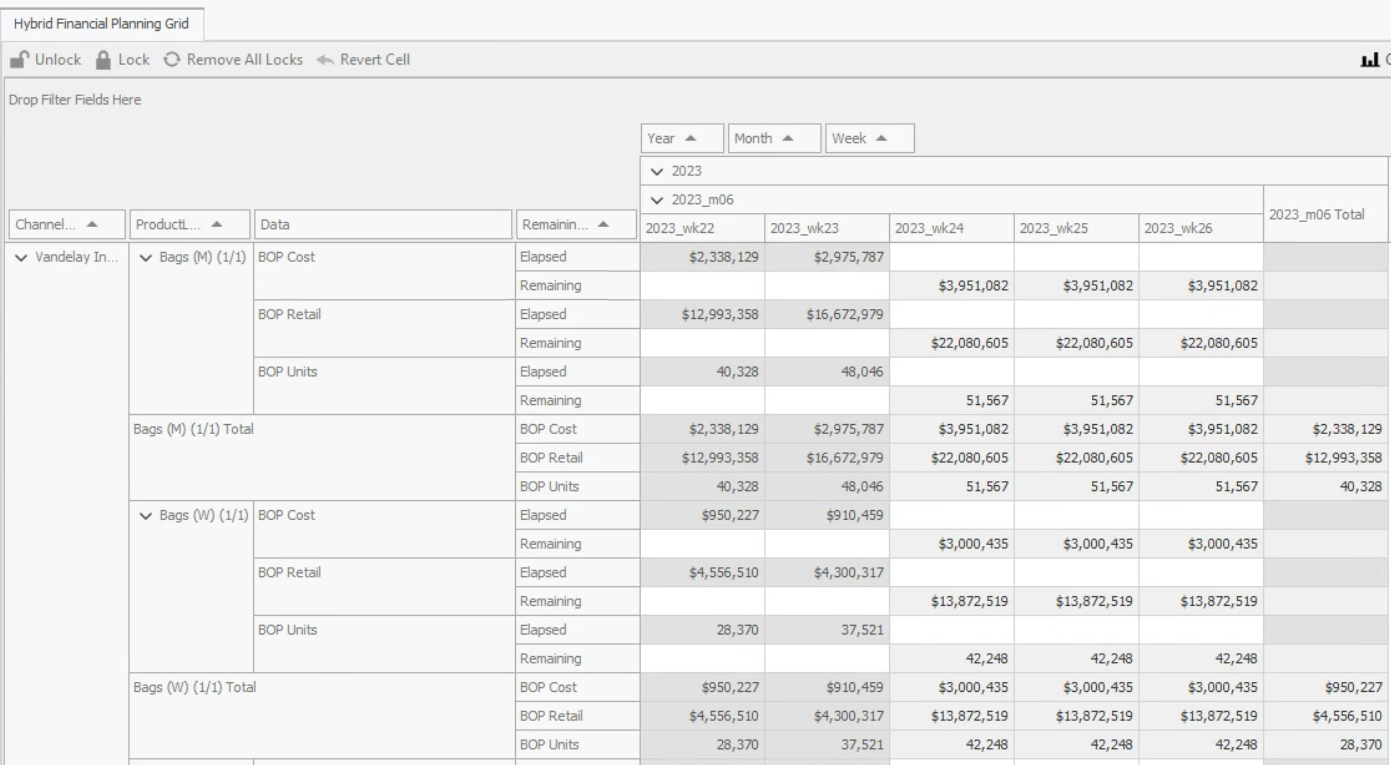 Hybrid Financial Planning Grid
Unlock Lock Remove All Locks Revert Cell
Drop Filter Fields Here
Year Month Week
2023
2023_m06
2023_m06 Total
Channel... ProductL... Data Remainin... 2023_wk22 2023_wk23 2023_wk24 2023_wk25 2023_wk26
Vandelay In... Bags (M) (1/1) BOP Cost Elapsed $2,338,129 $2,975,787
Remaining $3,951,082 $3,951,082 $3,951,082
BOP Retail Elapsed $12,993,358 $16,672,979
Remaining $22,080,605 $22,080,605 $22,080,605
BOP Units Elapsed 40,328 48,046
Remaining 51,567 51,567 51,567
Bags (M) (1/1) Total BOP Cost $2,338,129 $2,975,787 $3,951,082 $3,951,082 $3,951,082 $2,338,129
BOP Retail $12,993,358 $16,672,979 $22,080,605 $22,080,605 $22,080,605 $12,993,358
BOP Units 40,328 48,046 51,567 51,567 51,567 40,328
Bags (W) (1/1) BOP Cost Elapsed $950,227 $910,459
Remaining $3,000,435 $3,000,435 $3,000,435
BOP Retail Elapsed $4,556,510 $4,300,317
Remaining $13,872,519 $13,872,519 $13,872,519
BOP Units Elapsed 28,370 37,521
Remaining 42,248 42,248 42,248
Bags (W) (1/1) Total BOP Cost $950,227 $910,459 $3,000,435 $3,000,435 $3,000,435 $950,227
BOP Retail $4,556,510 $4,300,317 $13,872,519 $13,872,519 $13,872,519 $4,556,510
BOP Units 28,370 37,521 42,248 42,248 42,248 28,370